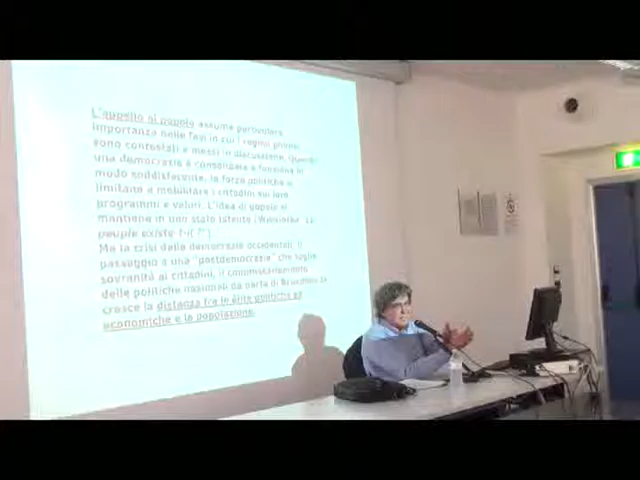 L'appello al popolo assume particolare
importanza nelle fasi in cui i regimi
sono contestati e messi in discussione,
una democrazia è consolidata e funziona in
modo soddisfacente, le forze politiche si
limitano a mobilitare i cittadini sui loro
programmi e valori. L'idea di popolo si
mantiene in uno stato latente
peuple existe t-il ?
Ma la crisi delle democrazie occidentali, il
passaggio a una "postdemocrazia" che toglie
sovranità ai cittadini, il commissariamento
delle politiche nazionali da parte di
cresce la distanza fra le élite politiche ed
economiche e la popolazione.